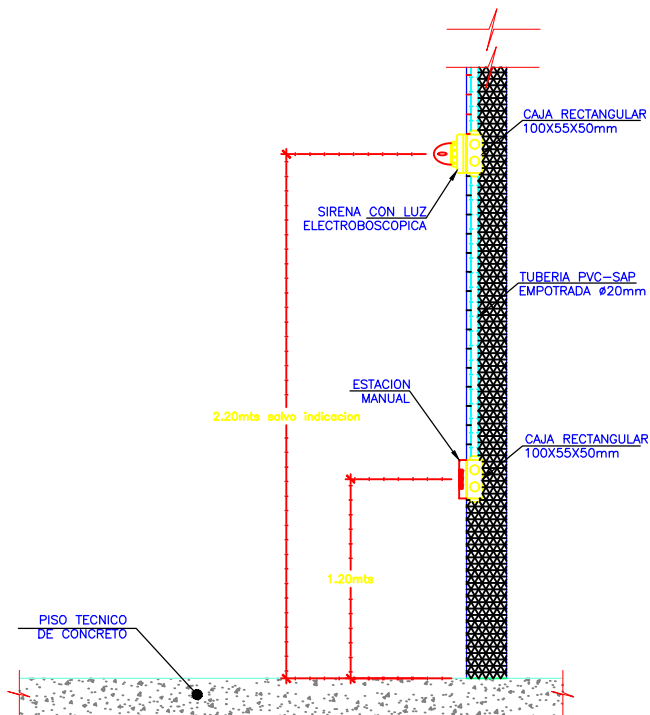 CAJA RECTANGULAR
100X55X50mm
SIRENA CON LUZ
ELECTROBOSCOPICA
TUBERIA PVC-SAP
EMPOTRADA ø20mm
ESTACION
MANUAL
2.20mts salvo indicacion
CAJA RECTANGULAR
100X55X50mm
1.20mts
PISO TECNICO
DE CONCRETO